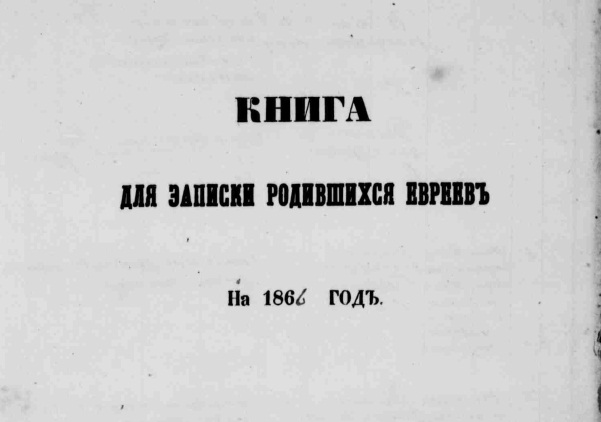 КНИГА
ДЛЯ ЗАПИСКИ РОДИВШИХСЯ ЕВРЕЕВЪ
На 1866 ГОДЪ.